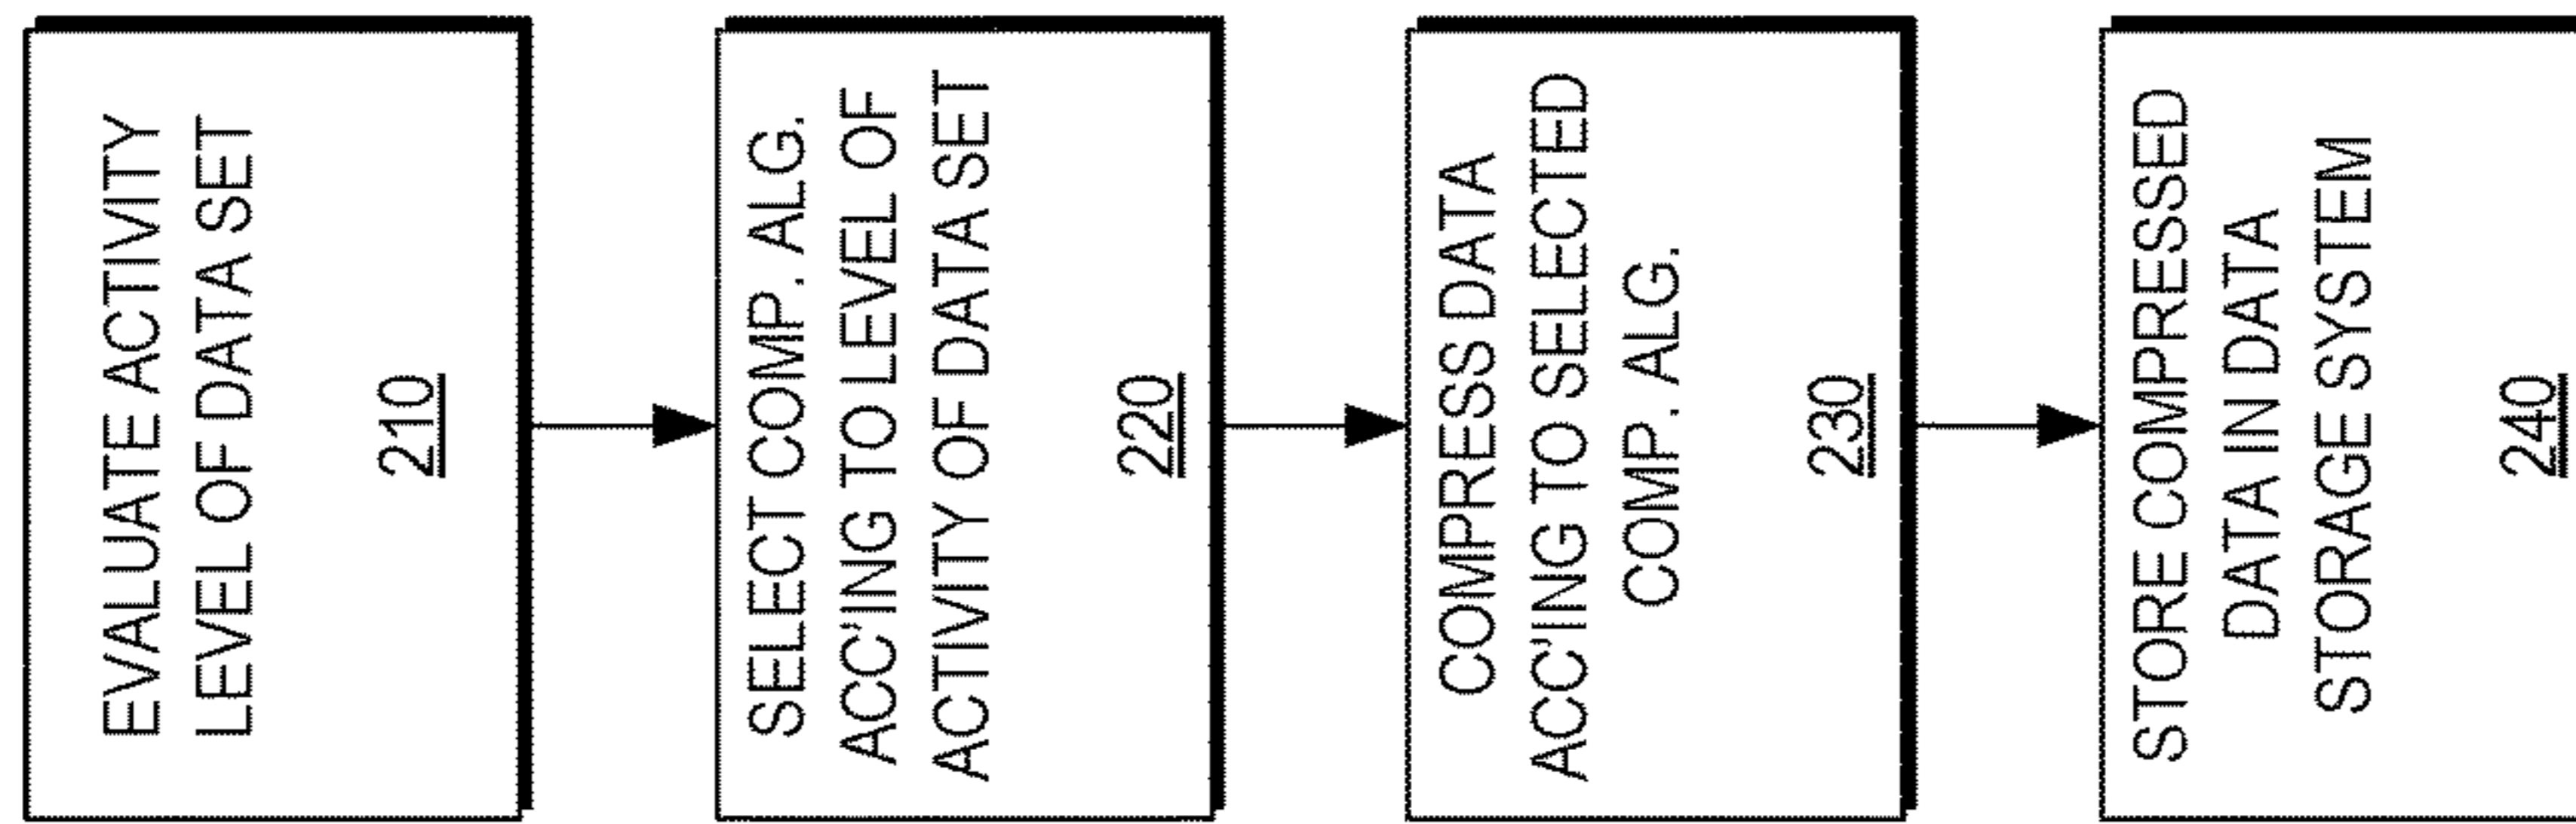 EVALUATE ACTIVITY
LEVEL OF DATA SET
210
SELECT COMP. ALG.
ACC'ING TO LEVEL OF
ACTIVITY OF DATA SET
220
COMPRESS DATA
ACC'ING TO SELECTED
COMP. ALG.
230
STORE COMPRESSED
DATA IN DATA
STORAGE SYSTEM
240